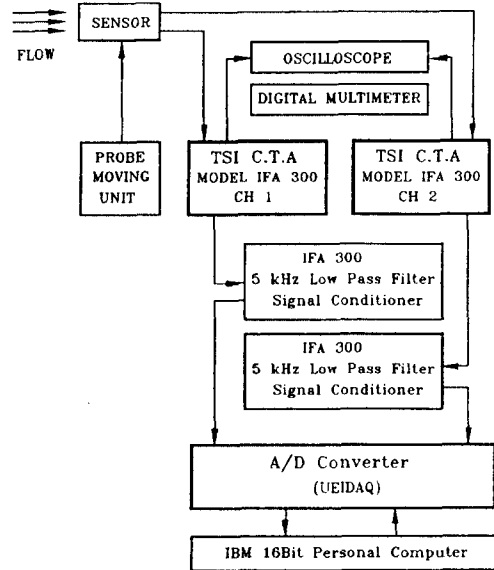 SENSOR
FLOW
OSCILLOSCOPE
DIGITAL MULTIMETER
PROBE
MOVING
UNIT
TSI C.T.A
MODEL IFA 300
CH 1
TSI C.T.A
MODEL IFA 300
CH 2
IFA 300
5 kHz Low Pass Filter
Signal Conditioner
IFA 300
5 kHz Low Pass Filter
Signal Conditioner
A/D Converter
(UEIDAQ)
IBM 16Bit Personal Computer